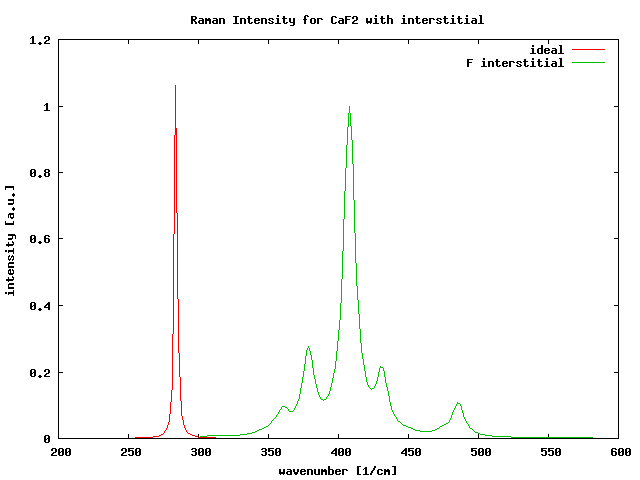 Raman Intensity for CaF2 with interstitial
ideal
F interstitial
1.2
1
0.8
0.6
0.4
0.2
0
intensity [a.u.]
200 250 300 350 400 450 500 550 600
wavenumber [1/cm]